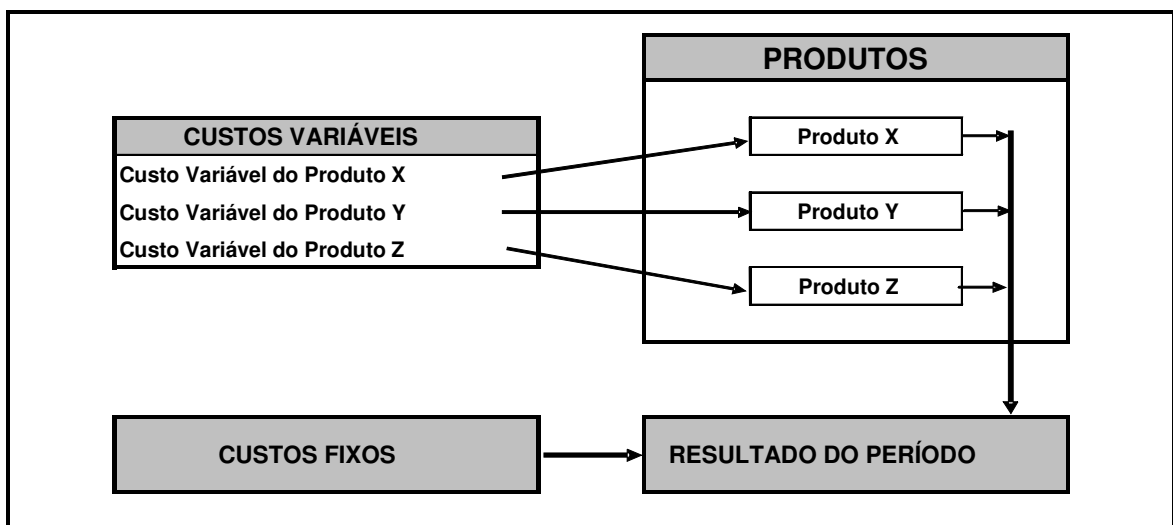 PRODUTOS
CUSTOS VARIÁVEIS
Custo Variável do Produto X
Custo Variável do Produto Y
Custo Variável do Produto Z
Produto X
Produto Y
Produto Z
CUSTOS FIXOS
RESULTADO DO PERÍODO